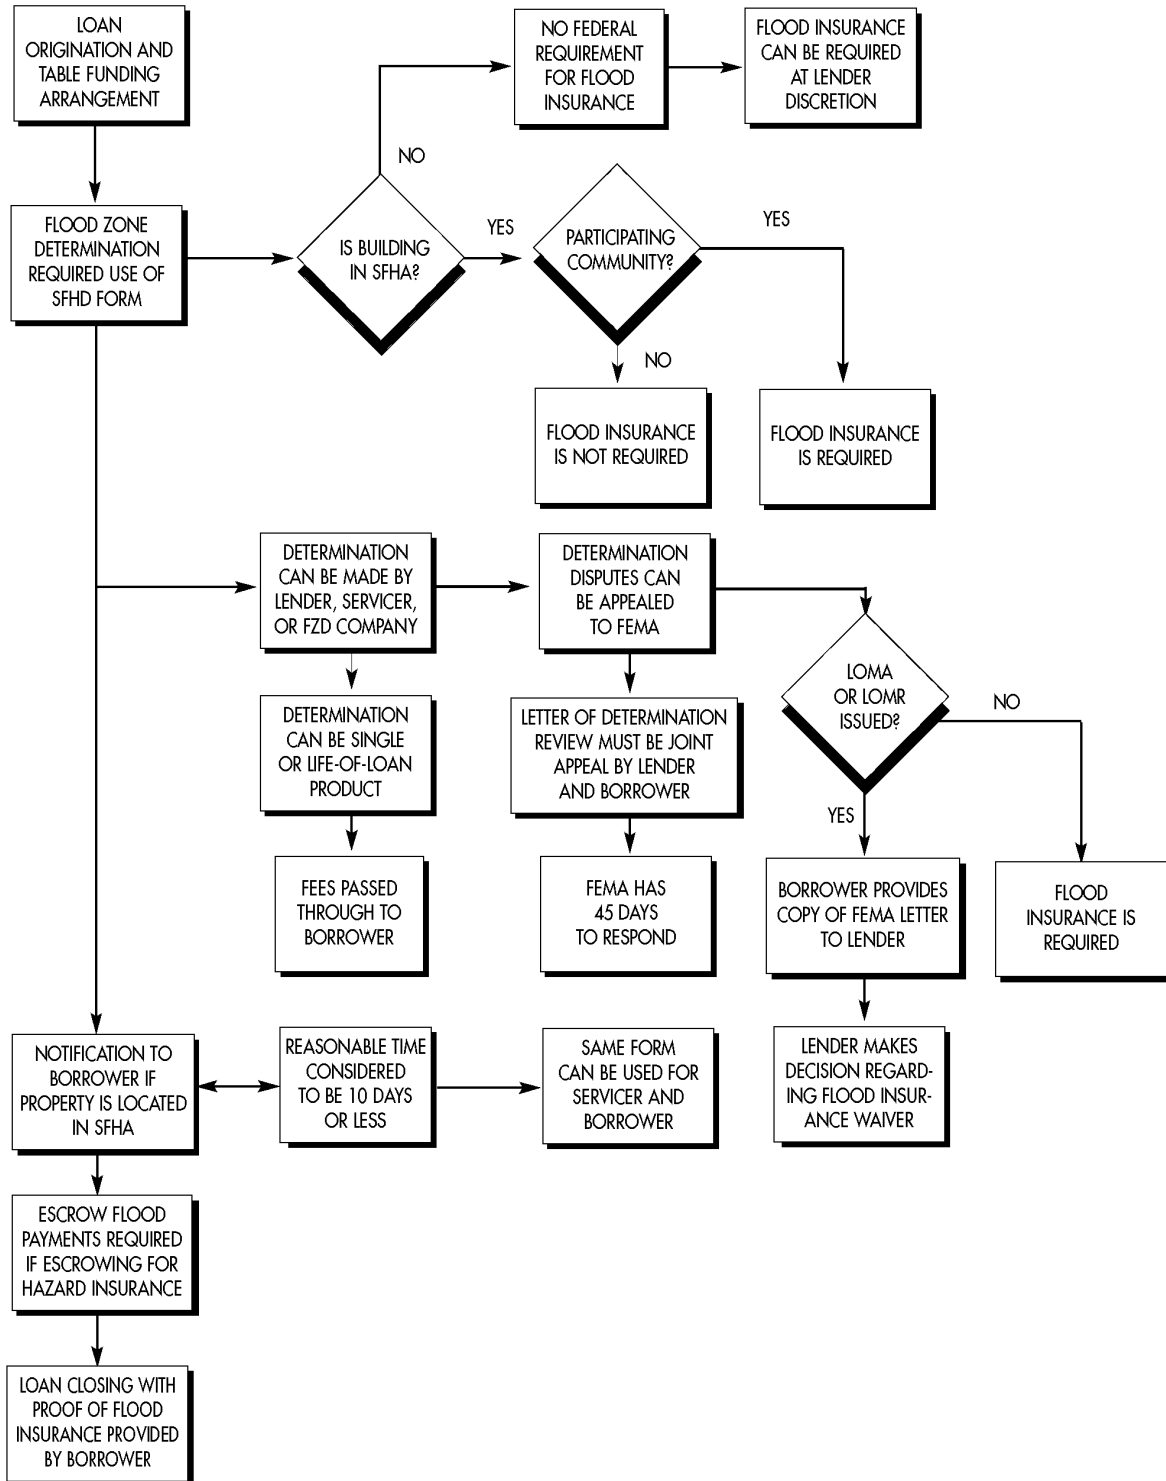 LOAN
ORIGINATION AND
TABLE FUNDING
ARRANGEMENT
NO FEDERAL
REQUIREMENT
FOR FLOOD
INSURANCE
FLOOD INSURANCE
CAN BE REQUIRED
AT LENDER
DISCRETION
NO
FLOOD ZONE
DETERMINATION
REQUIRED USE OF
SFHD FORM
IS BUILDING
IN SFHA?
YES
PARTICIPATING
COMMUNITY?
YES
NO
FLOOD INSURANCE
IS NOT REQUIRED
FLOOD INSURANCE
IS REQUIRED
DETERMINATION
CAN BE MADE BY
LENDER, SERVICER,
OR FZD COMPANY
DETERMINATION
DISPUTES CAN
BE APPEALED
TO FEMA
LOMA
OR LOMR
ISSUED?
NO
YES
DETERMINATION
CAN BE SINGLE
OR LIFE-OF-LOAN
PRODUCT
LETTER OF DETERMINATION
REVIEW MUST BE JOINT
APPEAL BY LENDER
AND BORROWER
FEES PASSED
THROUGH TO
BORROWER
FEMA HAS
45 DAYS
TO RESPOND
BORROWER PROVIDES
COPY OF FEMA LETTER
TO LENDER
FLOOD
INSURANCE IS
REQUIRED
NOTIFICATION TO
BORROWER IF
PROPERTY IS LOCATED
IN SFHA
REASONABLE TIME
CONSIDERED
TO BE 10 DAYS
OR LESS
SAME FORM
CAN BE USED FOR
SERVICER AND
BORROWER
LENDER MAKES
DECISION REGARD-
ING FLOOD INSUR-
ANCE WAIVER
ESCROW FLOOD
PAYMENTS REQUIRED
IF ESCROWING FOR
HAZARD INSURANCE
LOAN CLOSING WITH
PROOF OF FLOOD
INSURANCE PROVIDED
BY BORROWER